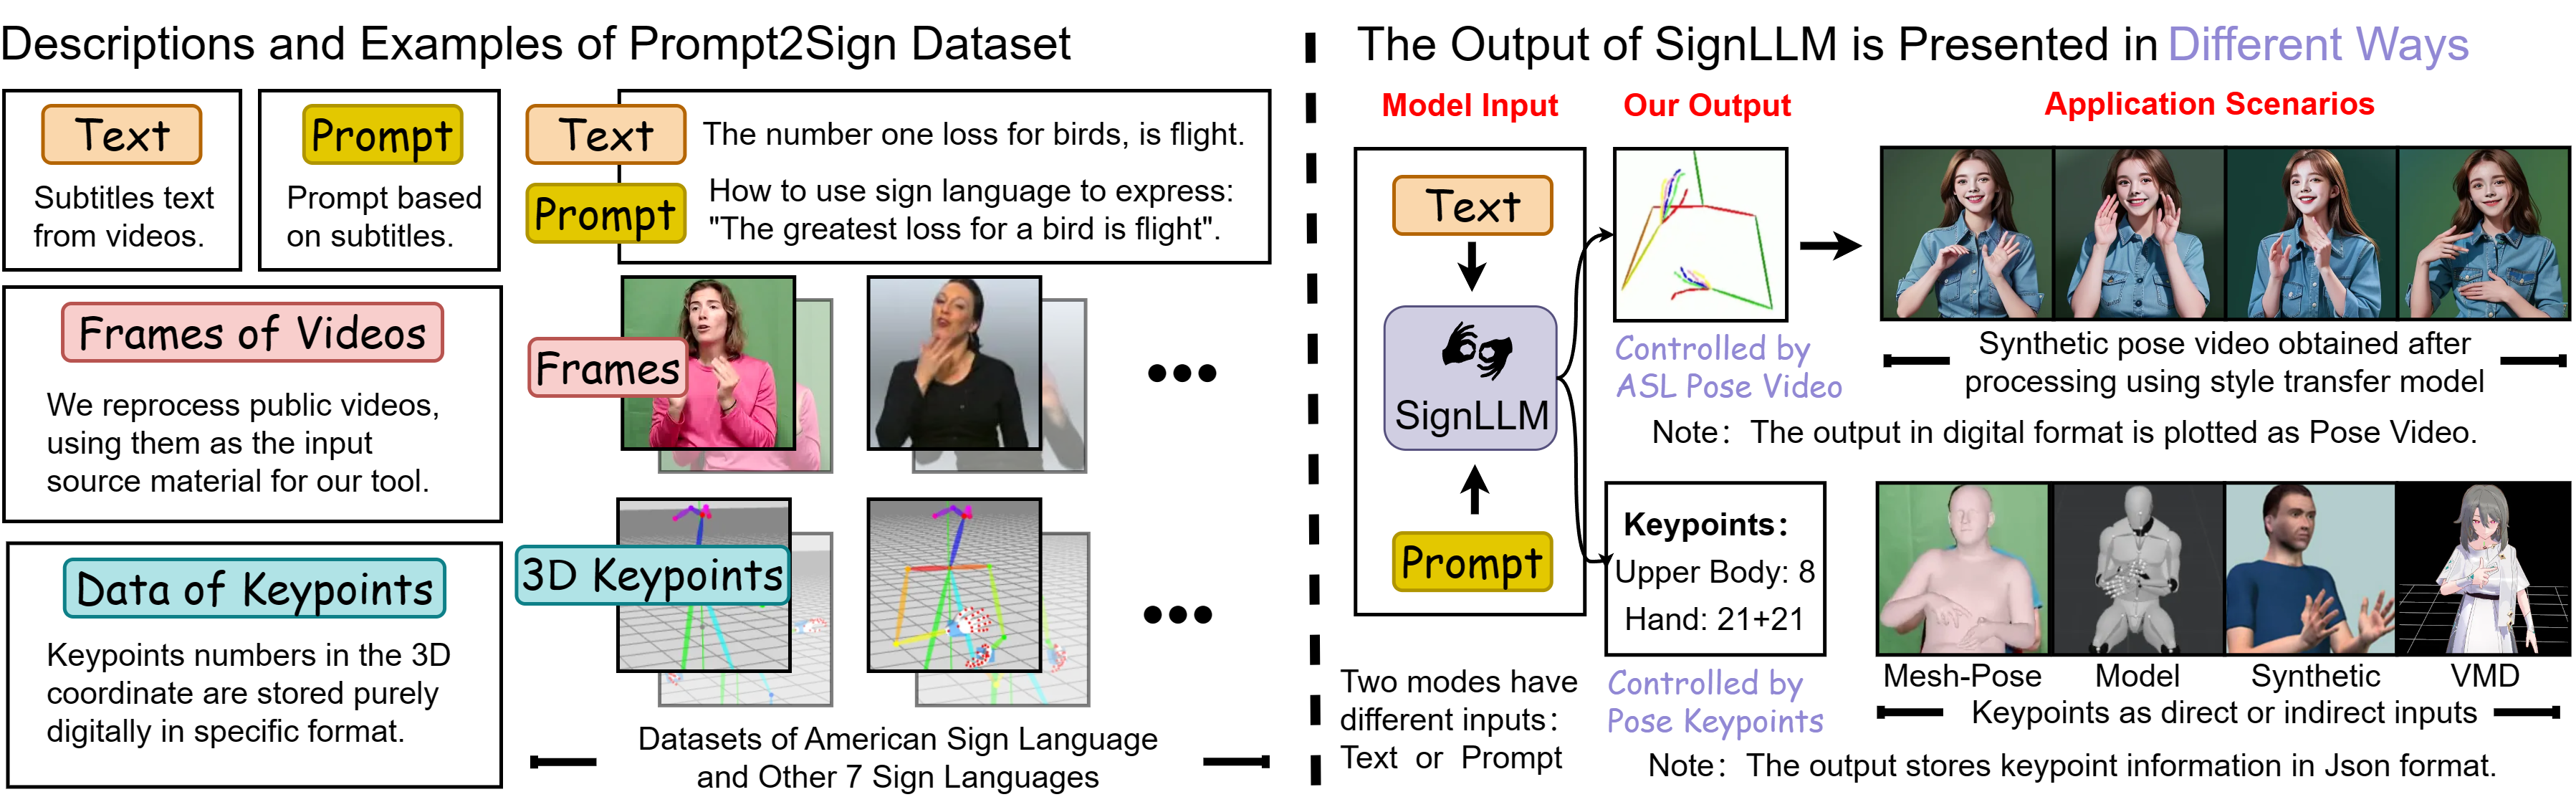 Descriptions and Examples of Prompt2Sign Dataset
Text
Subtitles text
from videos.
Prompt
Prompt based
on subtitles.
Text
The number one loss for birds, is flight.
Prompt
How to use sign language to express:
"The greatest loss for a bird is flight".
Frames of Videos
We reprocess public videos,
using them as the input
source material for our tool.
Frames
Data of Keypoints
Keypoints numbers in the 3D
coordinate are stored purely
digitally in specific format.
3D Keypoints
Datasets of American Sign Language
and Other 7 Sign Languages
The Output of SignLLM is Presented in Different Ways
Model Input
Our Output
Application Scenarios
Text
SignLLM
Prompt
Two modes have
different inputs:
Text or Prompt
Controlled by
ASL Pose Video
Synthetic pose video obtained after
processing using style transfer model
Note: The output in digital format is plotted as Pose Video.
Keypoints:
Upper Body: 8
Hand: 21+21
Controlled by
Pose Keypoints
Mesh-Pose
Model
Synthetic
VMD
Keypoints as direct or indirect inputs
Note: The output stores keypoint information in Json format.